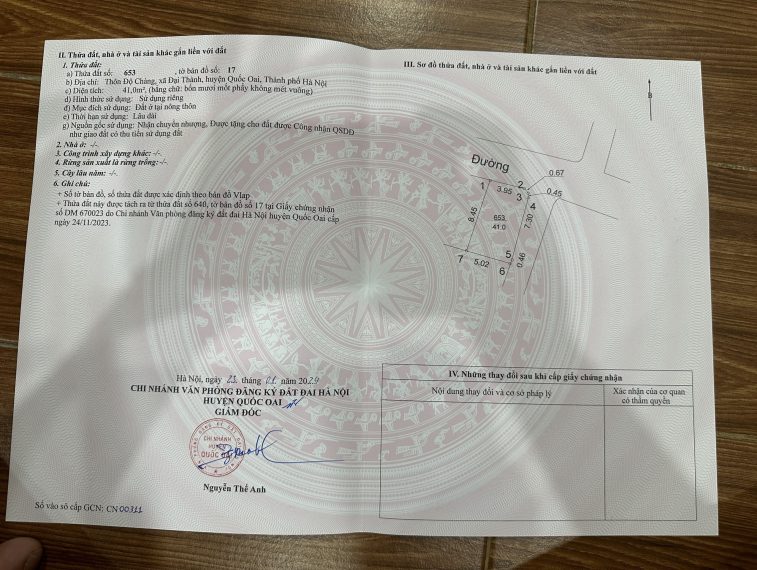 II. Thửa đất, nhà ở và tài sản khác gắn liền với đất
1. Thửa đất:
a) Thửa đất số: 653 , tờ bản đồ số: 17
b) Địa chỉ: Thôn Độ Chàng, xã Đại Thành, huyện Quốc Oai, Thành phố Hà Nội
c) Diện tích: 41,0m², (bằng chữ: bốn mươi mốt phẩy không mét vuông)
d) Hình thức sử dụng: Sử dụng riêng
đ) Mục đích sử dụng: Đất ở tại nông thôn
e) Thời hạn sử dụng: Lâu dài
g) Nguồn gốc sử dụng: Nhận chuyển nhượng, Được tặng cho đất được Công nhận QSDĐ
như giao đất có thu tiền sử dụng đất
2. Nhà ở: -/-
3. Công trình xây dựng khác: -/-
4. Rừng sản xuất là rừng trồng: -/-
5. Cây lâu năm: -/-
6. Ghi chú:
+ Số tờ bản đồ, số thửa đất được xác định theo bản đồ Vlap
+ Thửa đất này được tách ra từ thửa đất số 640, tờ bản đồ số 17 tại Giấy chứng nhận
số DM 670023 do Chi nhánh Văn phòng đăng ký đất đai Hà Nội huyện Quốc Oai cấp
ngày 24/11/2023.
Hà Nội, ngày 23 tháng 01 năm 2024
CHI NHÁNH VĂN PHÒNG ĐĂNG KÝ ĐẤT ĐAI HÀ NỘI
HUYỆN QUỐC OAI
GIÁM ĐỐC
CHI NHÁNH
HUYỆN
QUỐC OAI
Nguyễn Thế Anh
Số vào sổ cấp GCN: CN 00311
III. Sơ đồ thửa đất, nhà ở và tài sản khác gắn liền với đất
B
Đường
0.67
1 3.95 2
3 0.45
4
8.45
653
41.0
7.30
5
7 5.02
6 0.46
IV. Những thay đổi sau khi cấp giấy chứng nhận
Nội dung thay đổi và cơ sở pháp lý
Xác nhận của cơ quan
có thẩm quyền